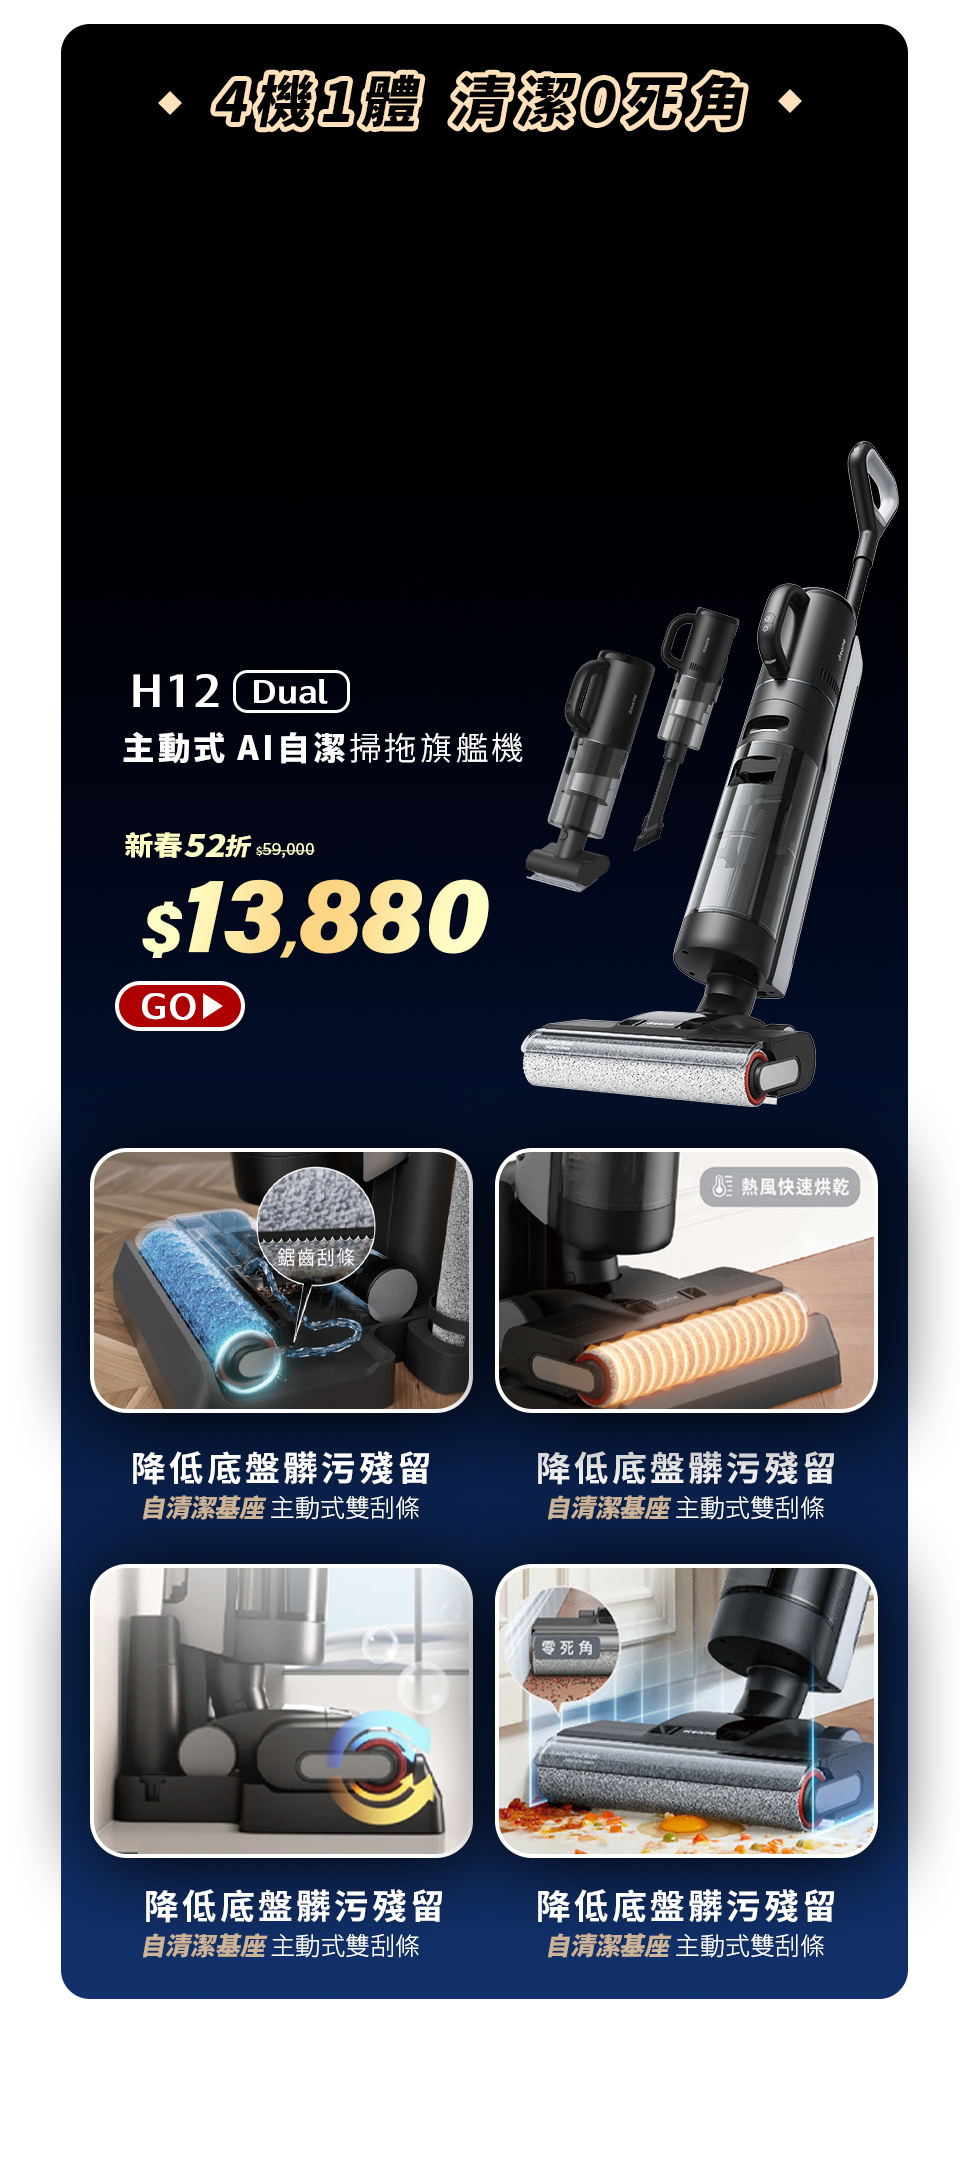 4機1體 清潔0死角
H12 Dual
主動式 AI自潔掃拖旗艦機
新春52折 $59,000
$13,880
GO
鋸齒刮條
熱風快速烘乾
降低底盤髒污殘留
自清潔基座 主動式雙刮條
降低底盤髒污殘留
自清潔基座 主動式雙刮條
零死角
降低底盤髒污殘留
自清潔基座 主動式雙刮條
降低底盤髒污殘留
自清潔基座 主動式雙刮條